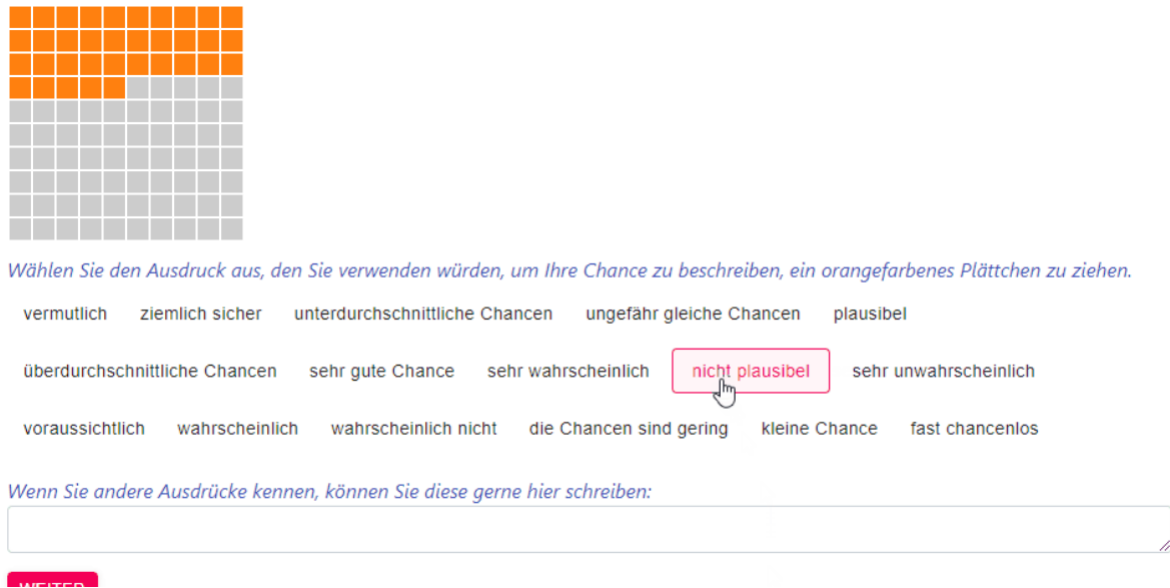 Wählen Sie den Ausdruck aus, den Sie verwenden würden, um Ihre Chance zu beschreiben, ein orangefarbenes Plättchen zu ziehen.
vermutlich ziemlich sicher unterdurchschnittliche Chancen ungefähr gleiche Chancen plausibel
überdurchschnittliche Chancen sehr gute Chance sehr wahrscheinlich nicht plausibel sehr unwahrscheinlich
voraussichtlich wahrscheinlich wahrscheinlich nicht die Chancen sind gering kleine Chance fast chancenlos
Wenn Sie andere Ausdrücke kennen, können Sie diese gerne hier schreiben:
WEITER